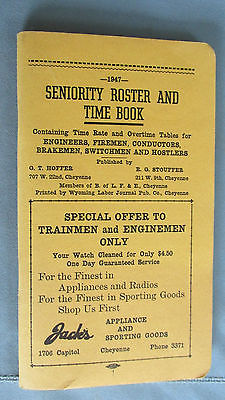 —1947—
SENIORITY ROSTER AND
TIME BOOK
Containing Time Rate and Overtime Tables for
ENGINEERS, FIREMEN, CONDUCTORS,
BRAKEMEN, SWITCHMEN AND HOSTLERS
Published by
G. T. HOFFER
707 W. 22nd, Cheyenne
E. G. STOUFFER
211 W. 5th, Cheyenne
Members of B. of L. F. & E., Cheyenne
Printed by Wyoming Labor Journal Pub. Co., Cheyenne
SPECIAL OFFER TO
TRAINMEN and ENGINEMEN
ONLY
Your Watch Cleaned for Only $4.50
One Day Guaranteed Service
For the Finest in
Appliances and Radios
For the Finest in Sporting Goods
Shop Us First
Jack's
APPLIANCE
AND
SPORTING GOODS
1706 Capitol Cheyenne Phone 3371